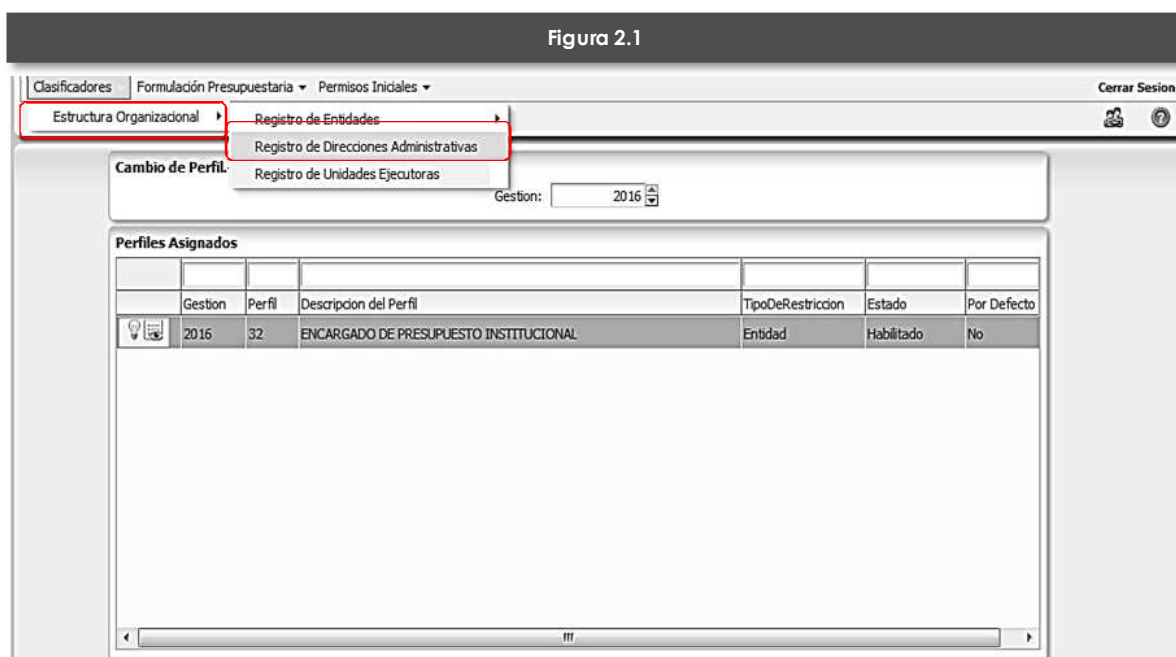 Figura 2.1
Clasificadores Formulación Presupuestaria Permisos Iniciales Cerrar Sesion
Estructura Organizacional Registro de Entidades
Registro de Direcciones Administrativas
Registro de Unidades Ejecutoras
Cambio de Perfil.
Gestion: 2016
Perfiles Asignados
Gestion Perfil Descripcion del Perfil TipoDeRestriccion Estado Por Defecto
2016 32 ENCARGADO DE PRESUPUESTO INSTITUCIONAL Entidad Habilitado No